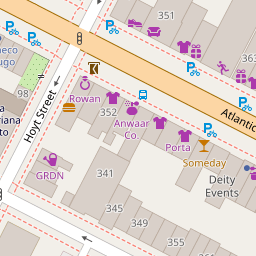 351
363
98
Hoyt Street
Rowan
352
Anwaar
Co.
Atlantic
Porta
Someday
GRDN
341
Deity
Events
345
349
355